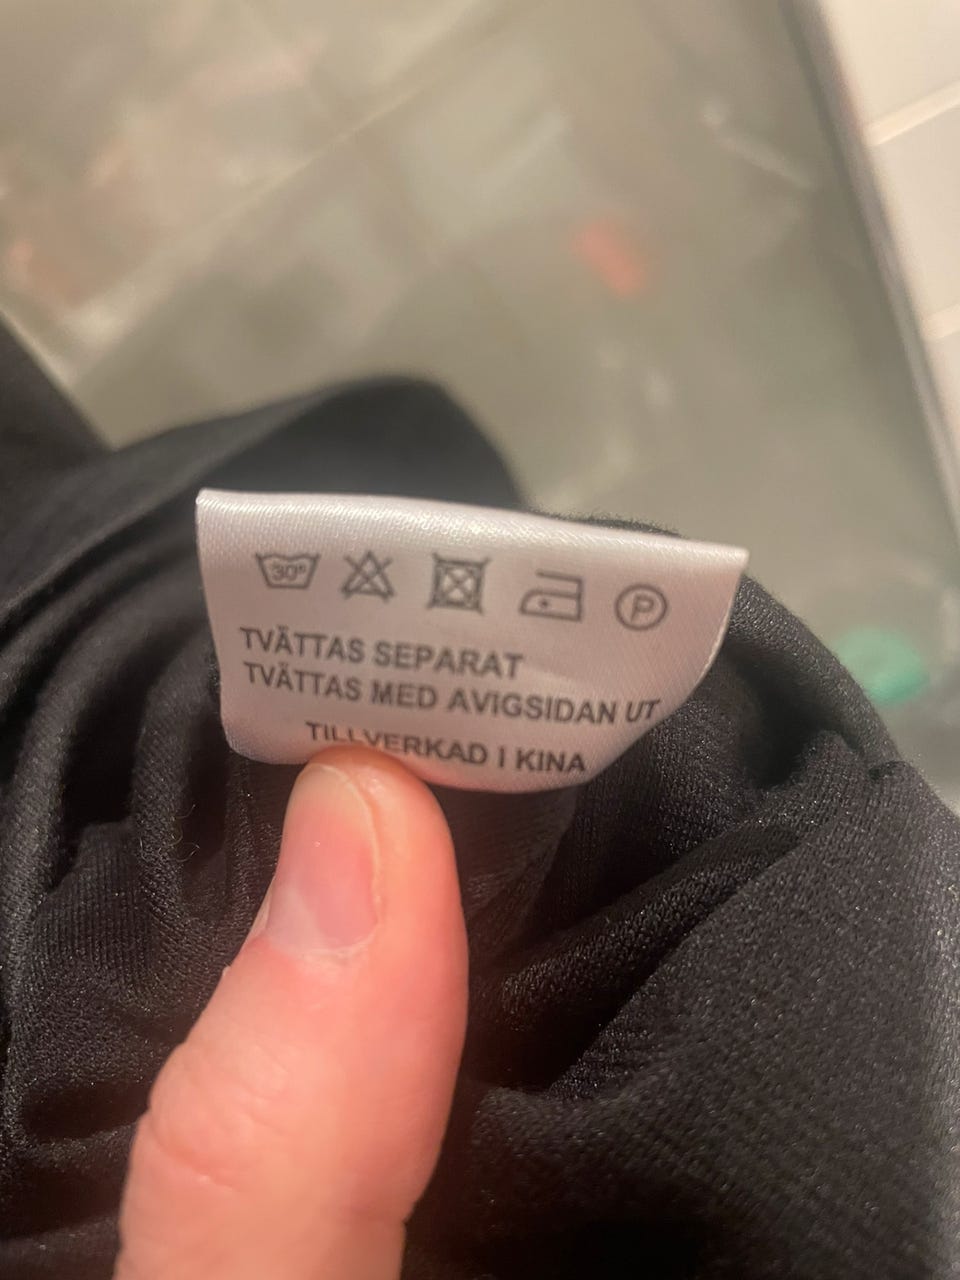 30°
P
TVÄTTAS SEPARAT
TVÄTTAS MED AVIGSIDAN UT
TILLVERKAD I KINA